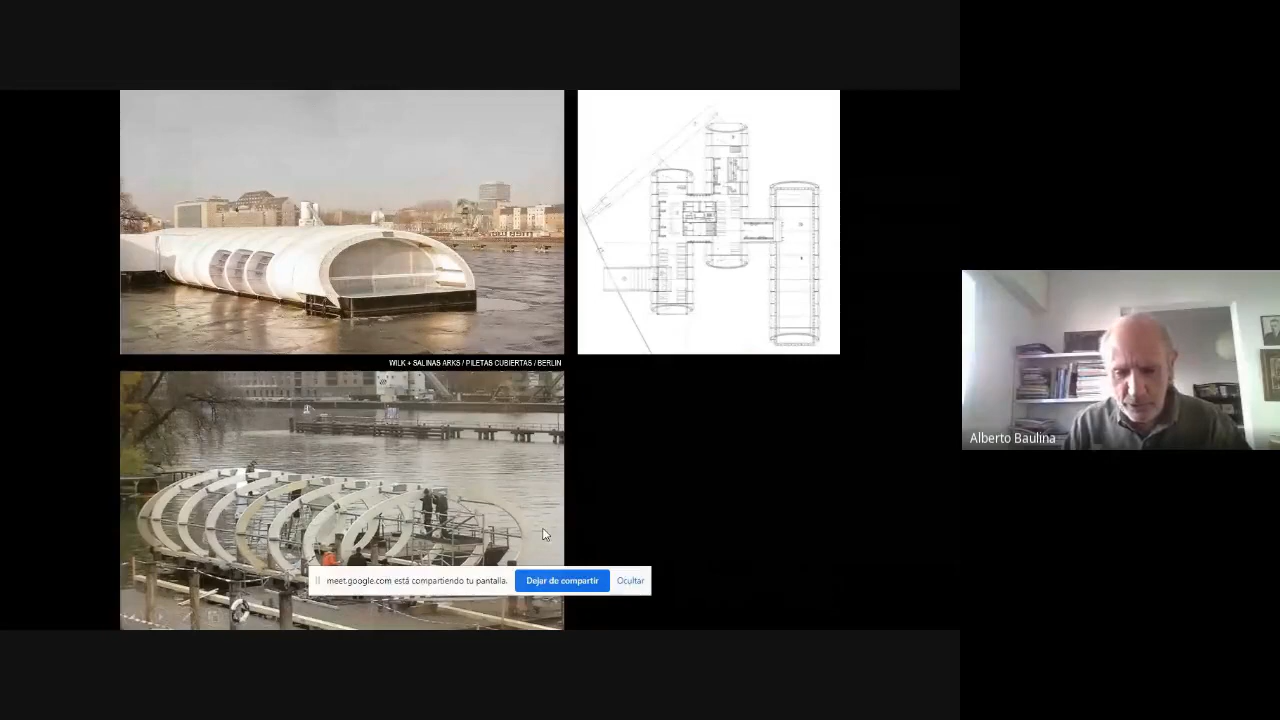 WILK + SALINAS ARKS / PILETAS CUBIERTAS / BERLIN
Alberto Baulina
meet.google.com está compartiendo tu pantalla.
Dejar de compartir
Ocultar